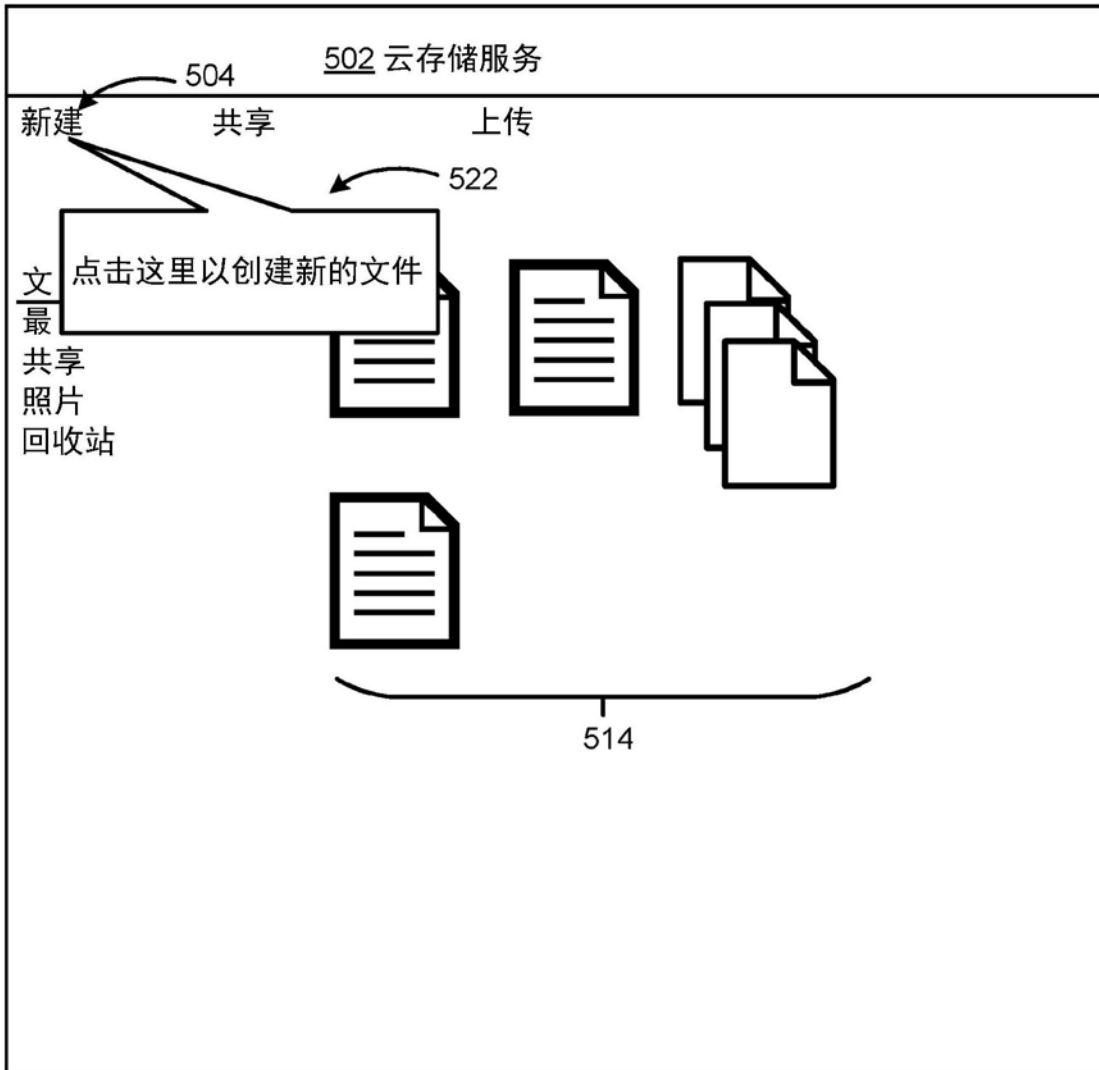 502 云存储服务
504
新建 共享 上传
522
点击这里以创建新的文件
文
最
共享
照片
回收站
514